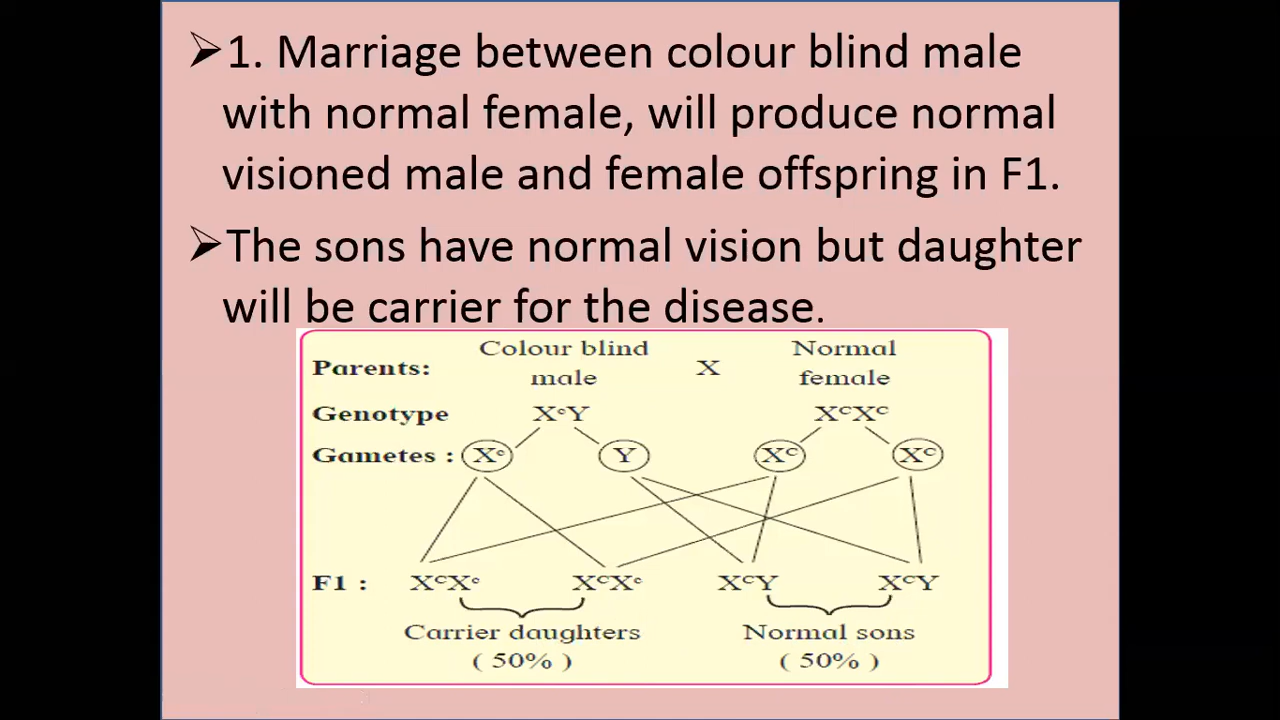 ➢1. Marriage between colour blind male
with normal female, will produce normal
visioned male and female offspring in F1.
➢The sons have normal vision but daughter
will be carrier for the disease.
Colour blind Normal
Parents: X
male female
Genotype XᶜY XᶜXᶜ
Gametes : Xᶜ Y Xᶜ Xᶜ
F1 : XᶜXᶜ XᶜXᶜ XᶜY XᶜY
Carrier daughters Normal sons
( 50% ) ( 50% )